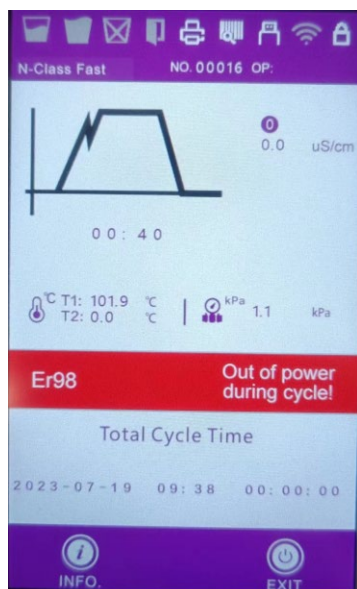 N-Class Fast NO. 00016 OP:
0
0.0 uS/cm
00: 40
°C T1: 101.9 °C
T2: 0.0 °C
kPa 1.1 kPa
Er98
Out of power
during cycle!
Total Cycle Time
2023-07-19 09:38 00:00:00
i
INFO.
EXIT